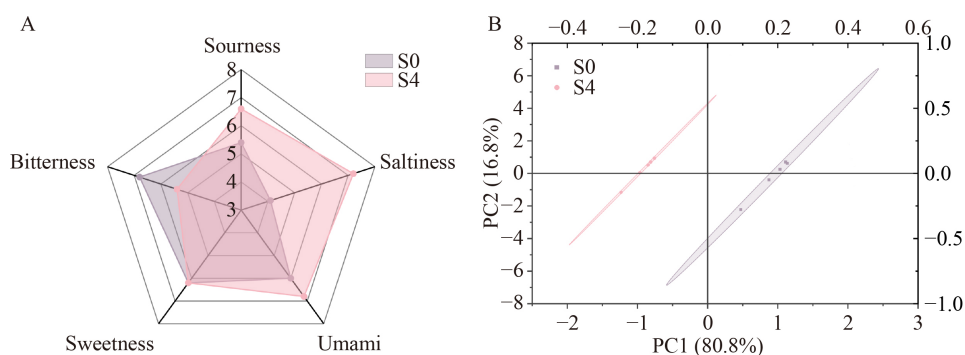 A
Sourness
8
7
6
5
4
3
S0
S4
Bitterness
Saltiness
Sweetness
Umami
B
−0.4 −0.2 0.0 0.2 0.4 0.6
8
6
4
2
0
−2
−4
−6
−8
PC2 (16.8%)
S0
S4
1.0
0.5
0.0
−0.5
−1.0
−2 −1 0 1 2 3
PC1 (80.8%)